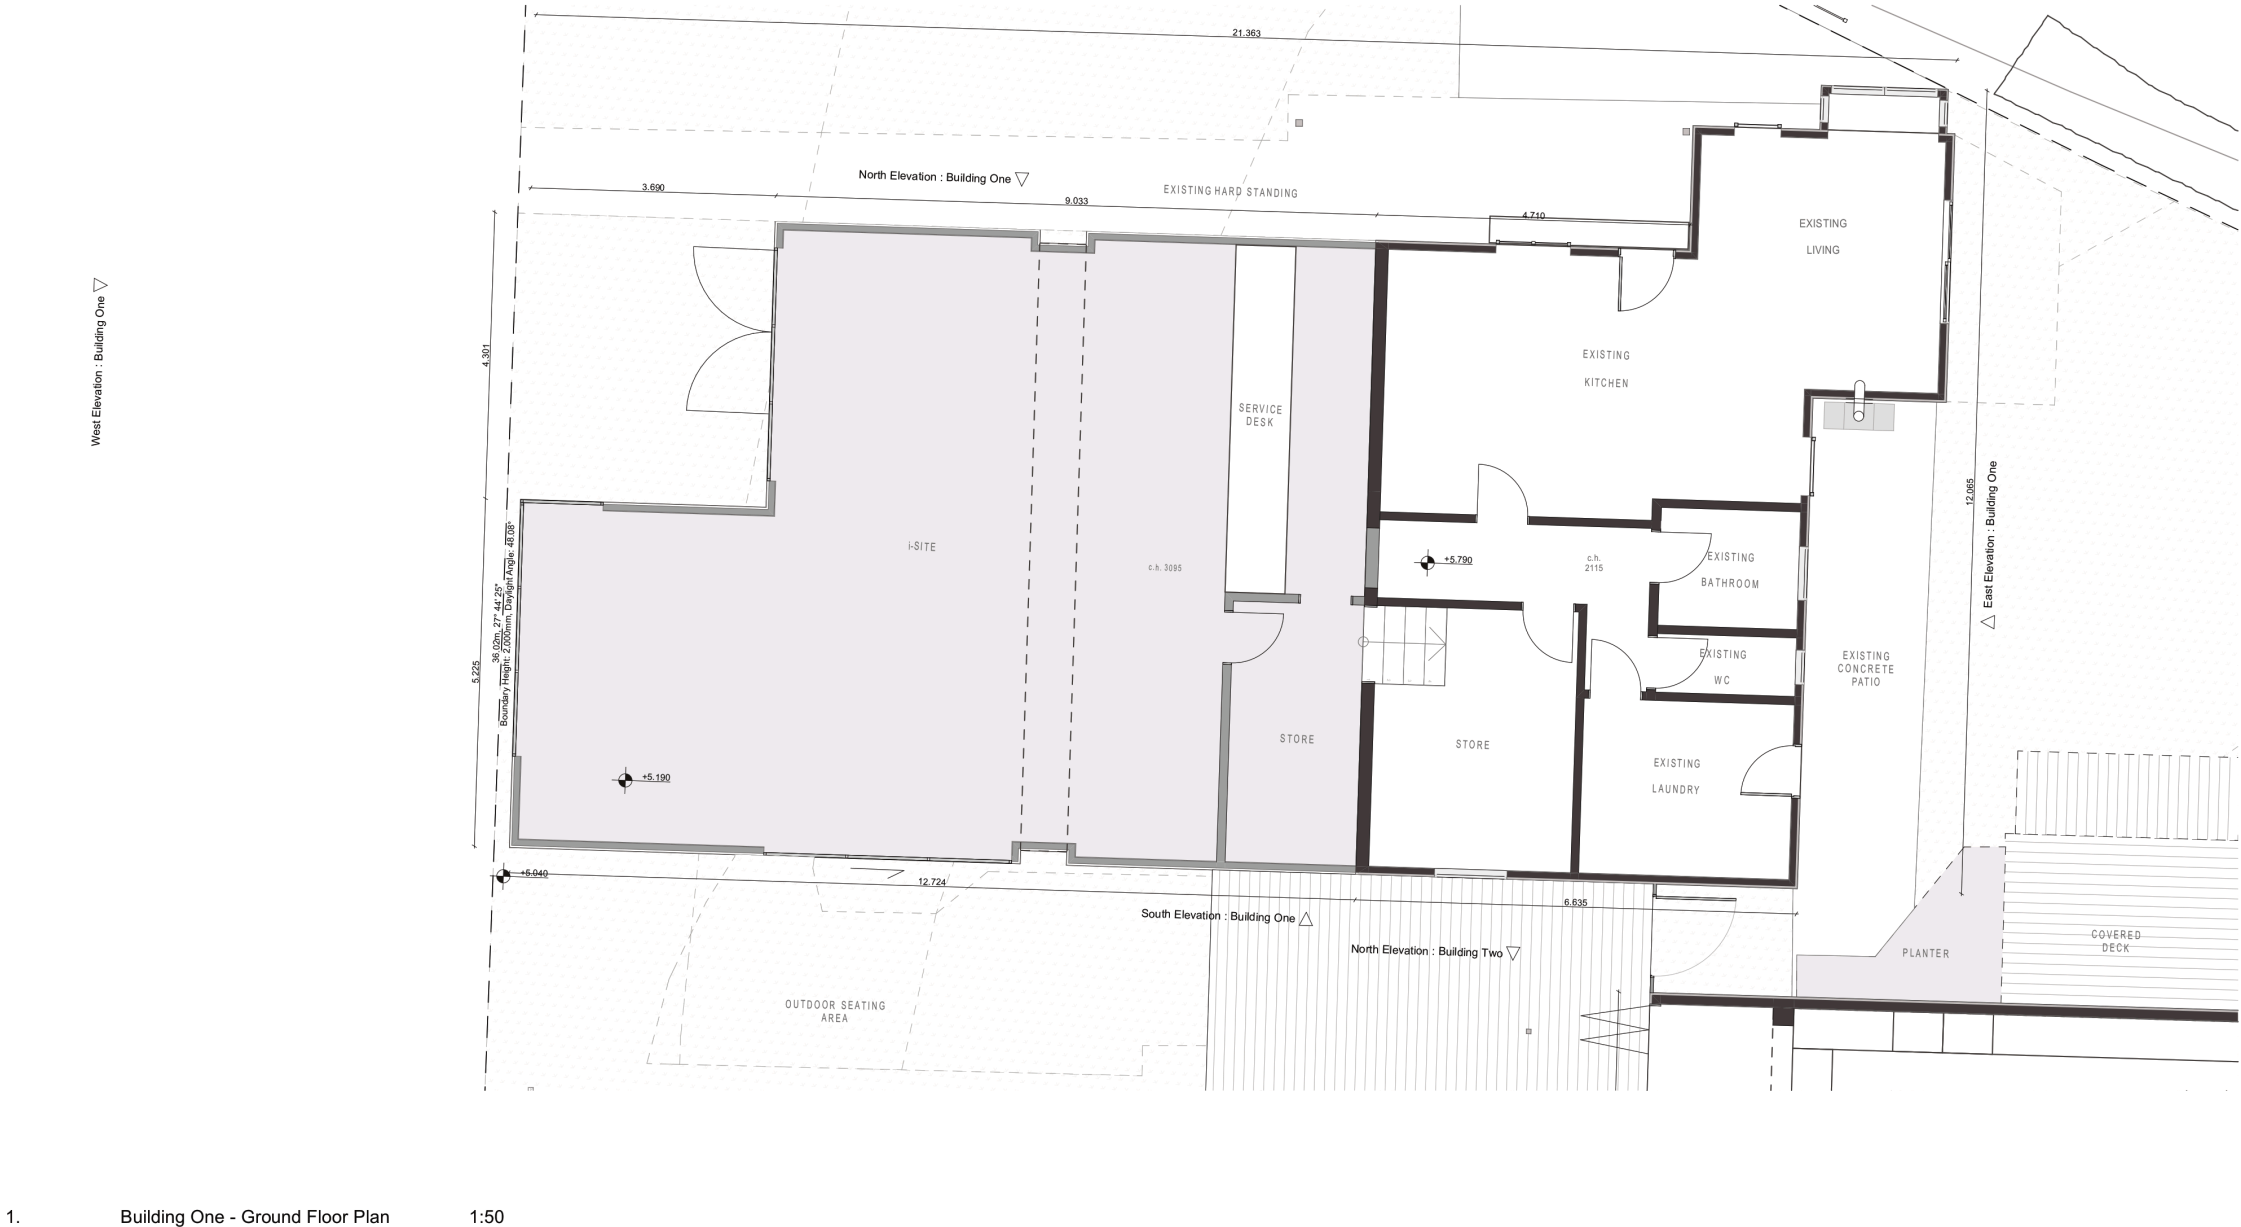 21.363
North Elevation : Building One
3.690
EXISTING HARD STANDING
9.033
4.710
EXISTING
LIVING
West Elevation : Building One
4.301
EXISTING
KITCHEN
SERVICE
DESK
12.065
East Elevation : Building One
i-SITE
c.h. 3095
+5.790
c.h.
2115
EXISTING
BATHROOM
36.02m, 27° 44' 25"
Boundary Height: 2,000mm, Daylight Angle: 48.08°
5.225
EXISTING
WC
EXISTING
CONCRETE
PATIO
STORE
STORE
EXISTING
LAUNDRY
+5.190
+5.040
12.724
6.635
South Elevation : Building One
North Elevation : Building Two
COVERED
DECK
PLANTER
OUTDOOR SEATING
AREA
1. Building One - Ground Floor Plan 1:50